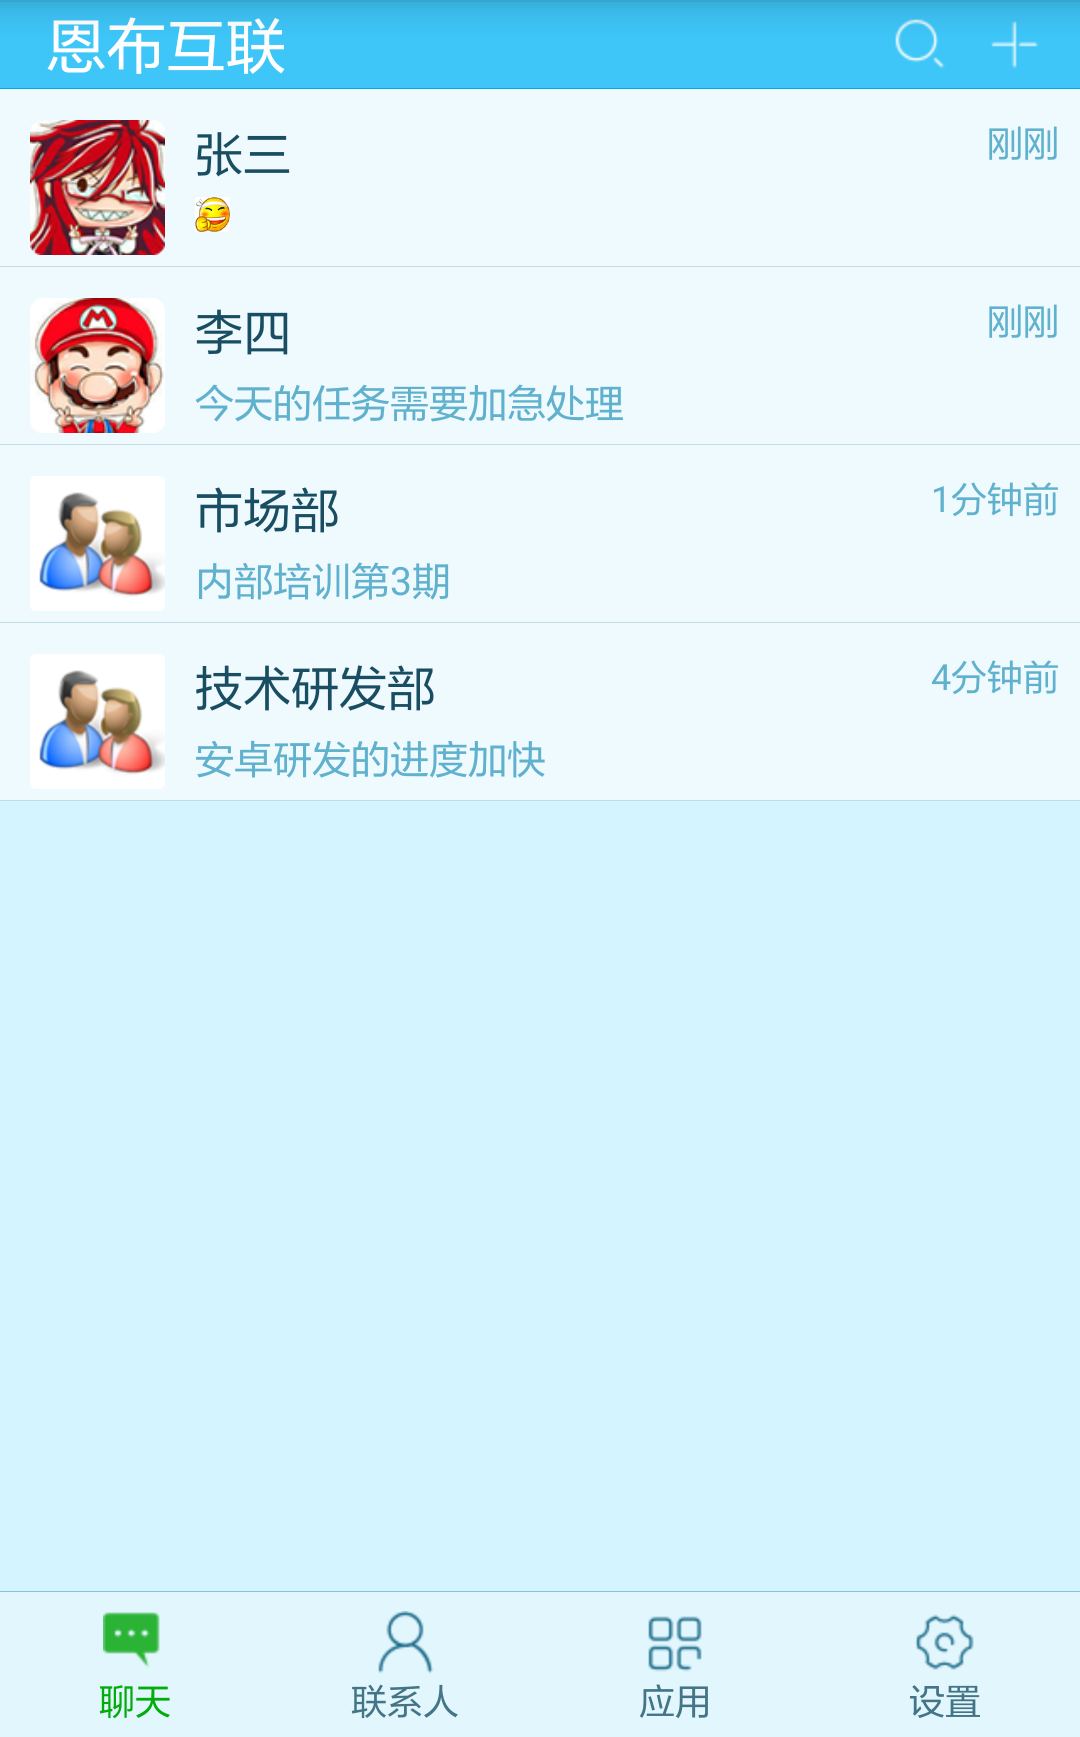 恩布互联
张三
刚刚
李四
刚刚
今天的任务需要加急处理
市场部
1分钟前
内部培训第3期
技术研发部
4分钟前
安卓研发的进度加快
聊天
联系人
应用
设置